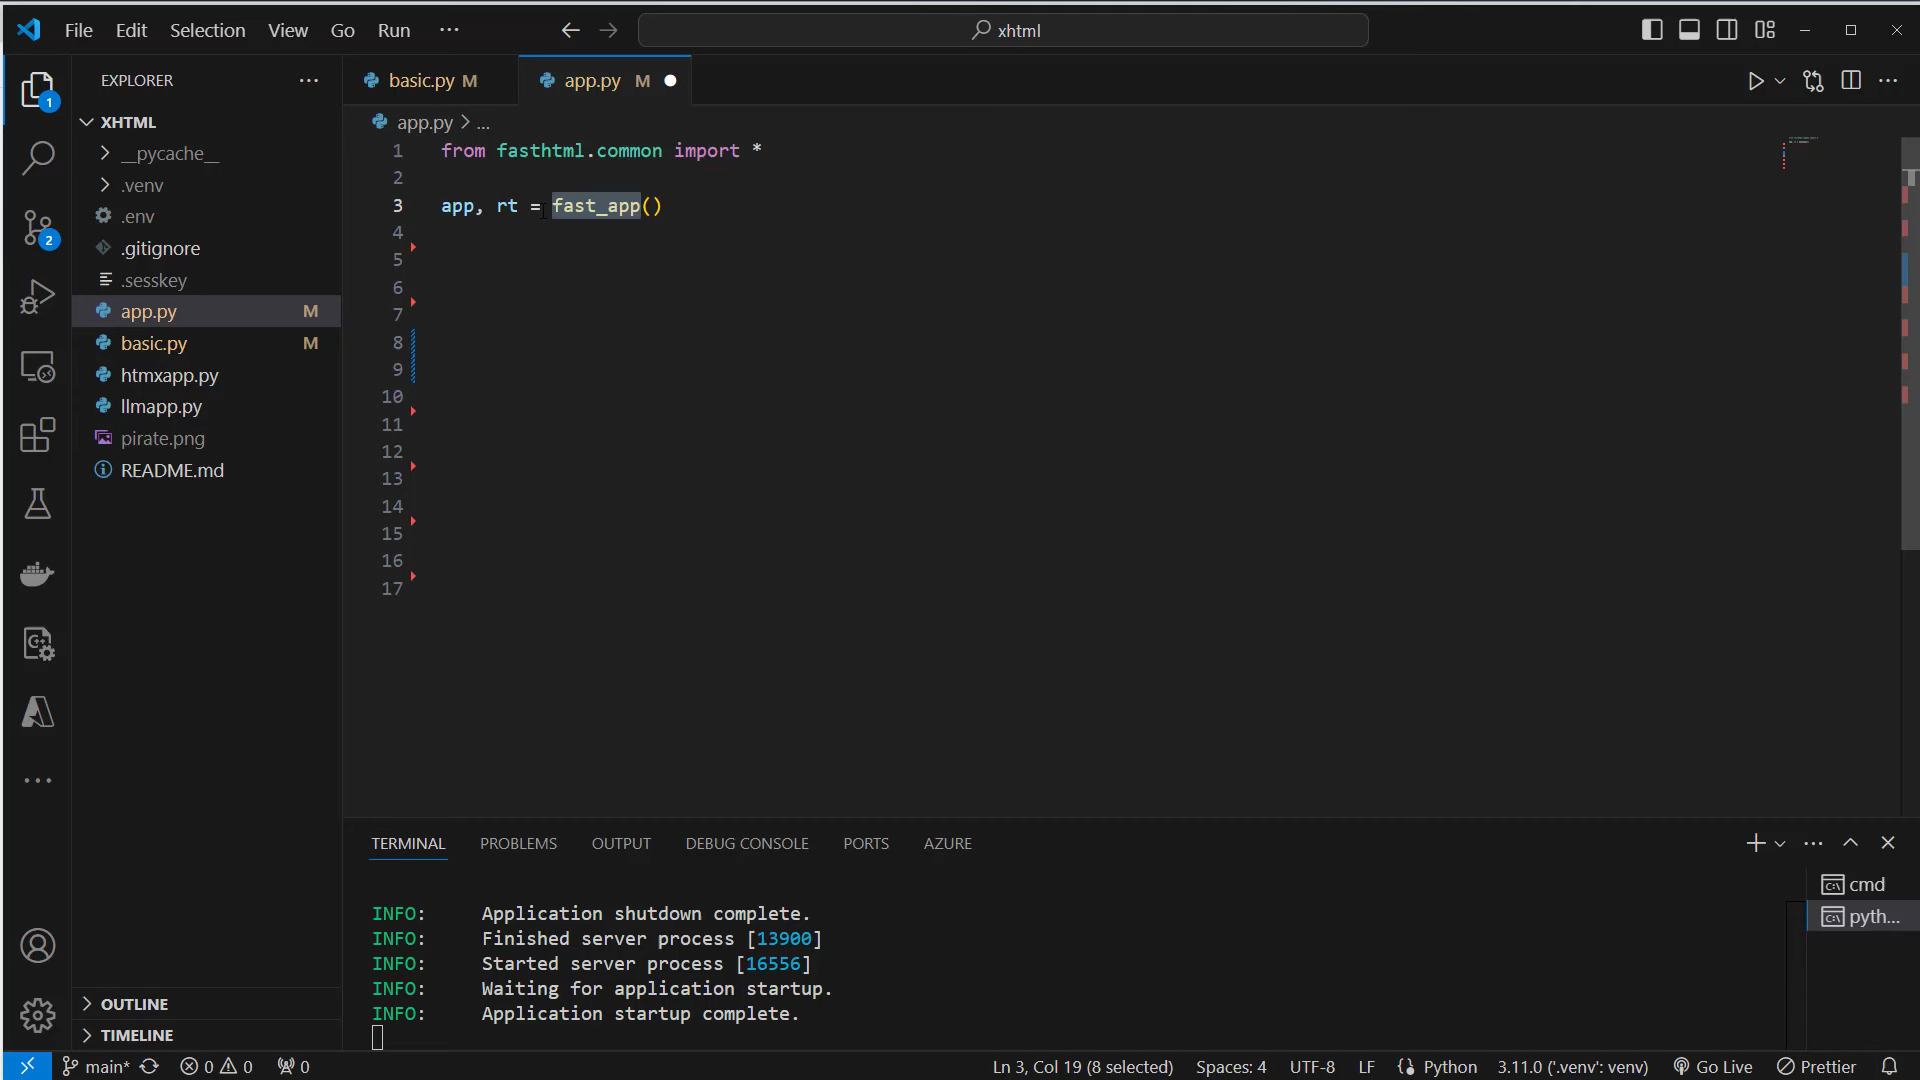 File Edit Selection View Go Run ···
xhtml
EXPLORER ···
XHTML
__pycache__
.venv
.env
.gitignore
.sesskey
app.py M
basic.py M
htmxapp.py
llmapp.py
pirate.png
README.md
OUTLINE
TIMELINE
1
2
basic.py M
app.py M
app.py > ...
1 from fasthtml.common import *
2
3 app, rt = fast_app()
4
5
6
7
8
9
10
11
12
13
14
15
16
17
TERMINAL PROBLEMS OUTPUT DEBUG CONSOLE PORTS AZURE
INFO: Application shutdown complete.
INFO: Finished server process [13900]
INFO: Started server process [16556]
INFO: Waiting for application startup.
INFO: Application startup complete.
cmd
pyth...
main* 0 0 0 Ln 3, Col 19 (8 selected) Spaces: 4 UTF-8 LF Python 3.11.0 ('.venv': venv) Go Live Prettier